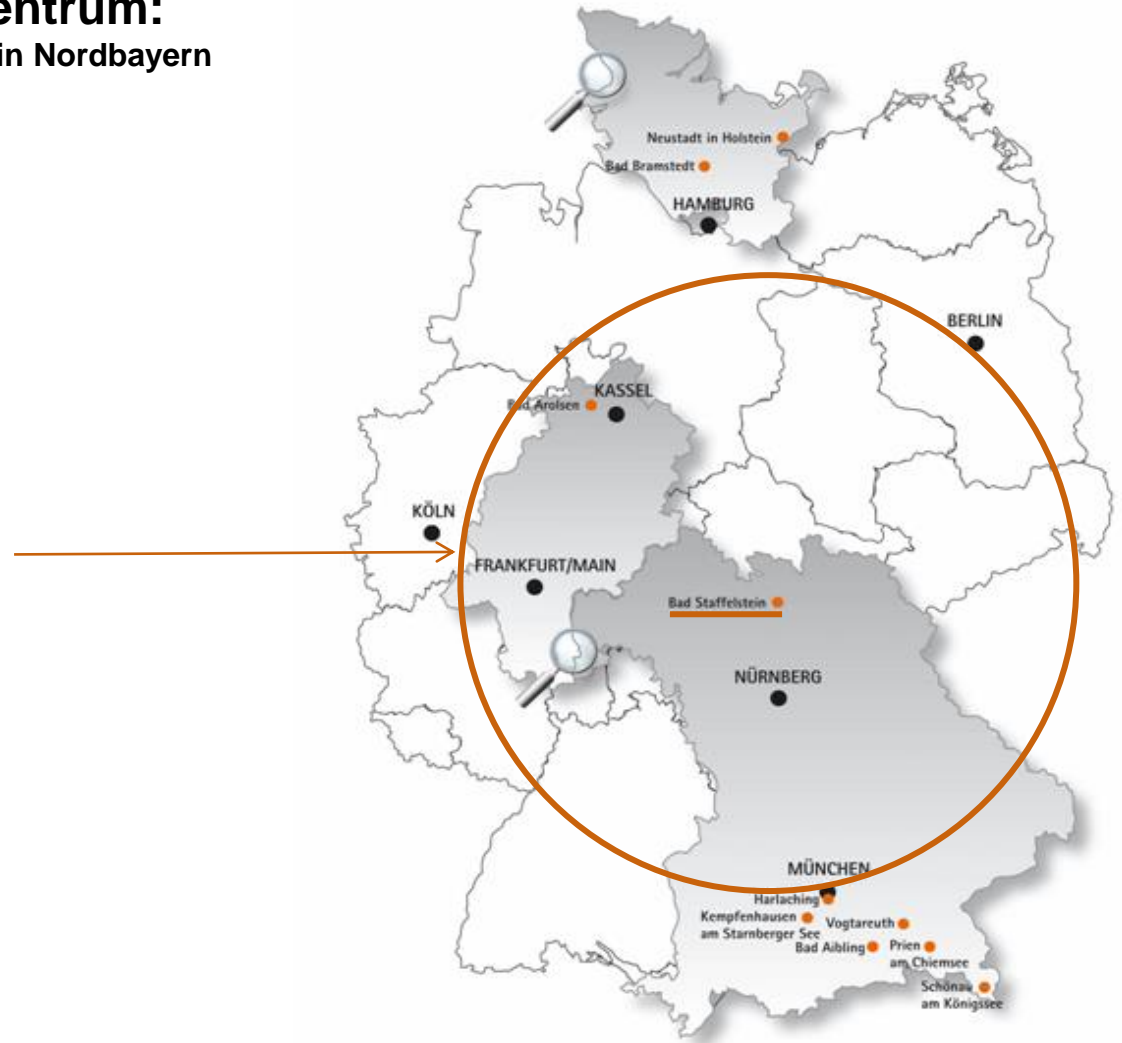 entrum:
in Nordbayern
Neustadt in Holstein
Bad Bramstedt
HAMBURG
BERLIN
KASSEL
Bad Arolsen
KÖLN
FRANKFURT/MAIN
Bad Staffelstein
NÜRNBERG
MÜNCHEN
Harlaching
Kempfenhausen
am Starnberger See
Vogtareuth
Bad Aibling
Prien
am Chiemsee
Schönau
am Königssee